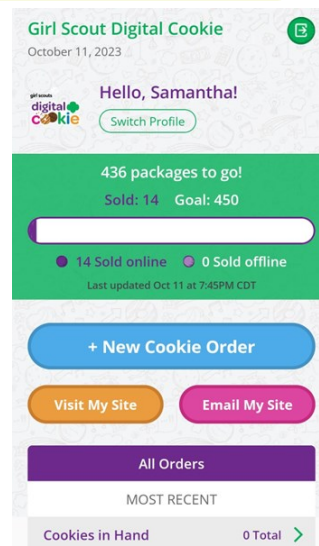 Girl Scout Digital Cookie
October 11, 2023
girl scouts
digital
cookie
Hello, Samantha!
Switch Profile
436 packages to go!
Sold: 14 Goal: 450
14 Sold online 0 Sold offline
Last updated Oct 11 at 7:45PM CDT
+ New Cookie Order
Visit My Site Email My Site
All Orders
MOST RECENT
Cookies in Hand 0 Total